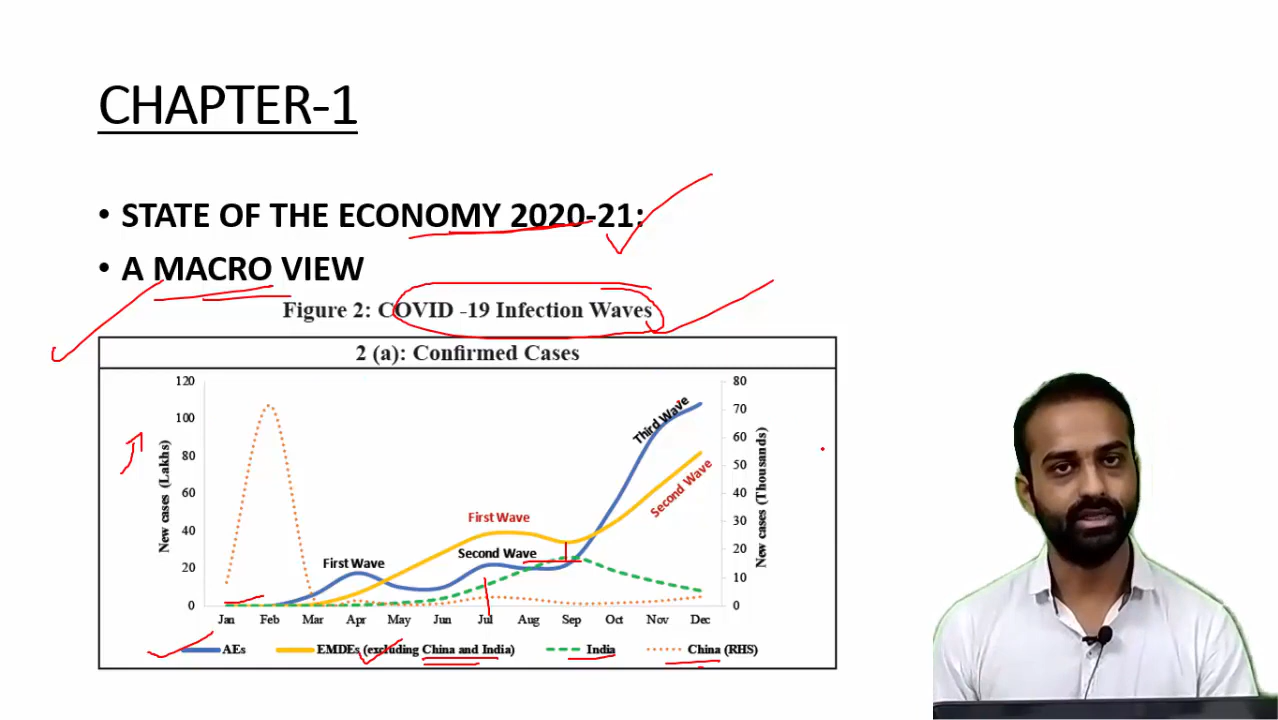 CHAPTER-1
• STATE OF THE ECONOMY 2020-21:
• A MACRO VIEW
Figure 2: COVID -19 Infection Waves
2 (a): Confirmed Cases
120 80
100 70
80 60
60 50
40 40
20 30
0 20
10
0
New cases (Lakhs)
New cases (Thousands)
First Wave
First Wave
Second Wave
Third Wave
Second Wave
Jan Feb Mar Apr May Jun Jul Aug Sep Oct Nov Dec
AEs EMDEs (excluding China and India) India China (RHS)